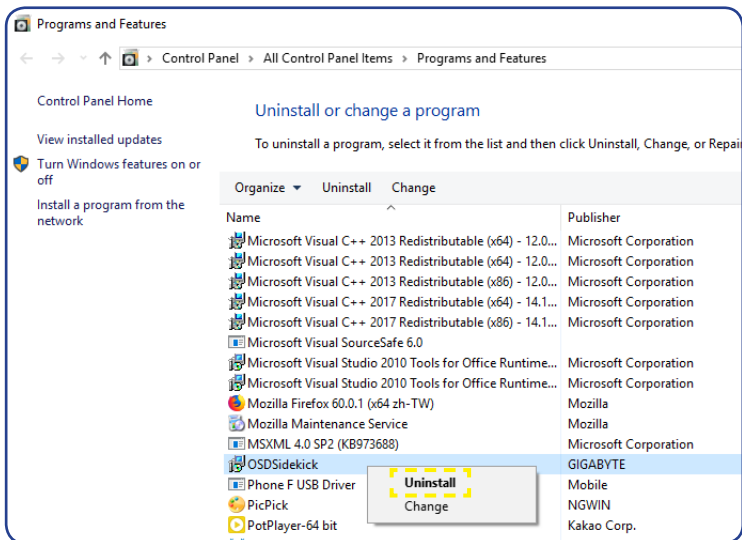 Programs and Features
Control Panel > All Control Panel Items > Programs and Features
Control Panel Home
View installed updates
Turn Windows features on or
off
Install a program from the
network
Uninstall or change a program
To uninstall a program, select it from the list and then click Uninstall, Change, or Repai
Organize Uninstall Change
Name Publisher
Microsoft Visual C++ 2013 Redistributable (x64) - 12.0... Microsoft Corporation
Microsoft Visual C++ 2013 Redistributable (x64) - 12.0... Microsoft Corporation
Microsoft Visual C++ 2013 Redistributable (x86) - 12.0... Microsoft Corporation
Microsoft Visual C++ 2017 Redistributable (x64) - 14.1... Microsoft Corporation
Microsoft Visual C++ 2017 Redistributable (x86) - 14.1... Microsoft Corporation
Microsoft Visual SourceSafe 6.0
Microsoft Visual Studio 2010 Tools for Office Runtime... Microsoft Corporation
Microsoft Visual Studio 2010 Tools for Office Runtime... Microsoft Corporation
Mozilla Firefox 60.0.1 (x64 zh-TW) Mozilla
Mozilla Maintenance Service Mozilla
MSXML 4.0 SP2 (KB973688) Microsoft Corporation
OSDSidekick GIGABYTE
Phone F USB Driver Uninstall Mobile
PicPick Change NGWIN
PotPlayer-64 bit Kakao Corp.